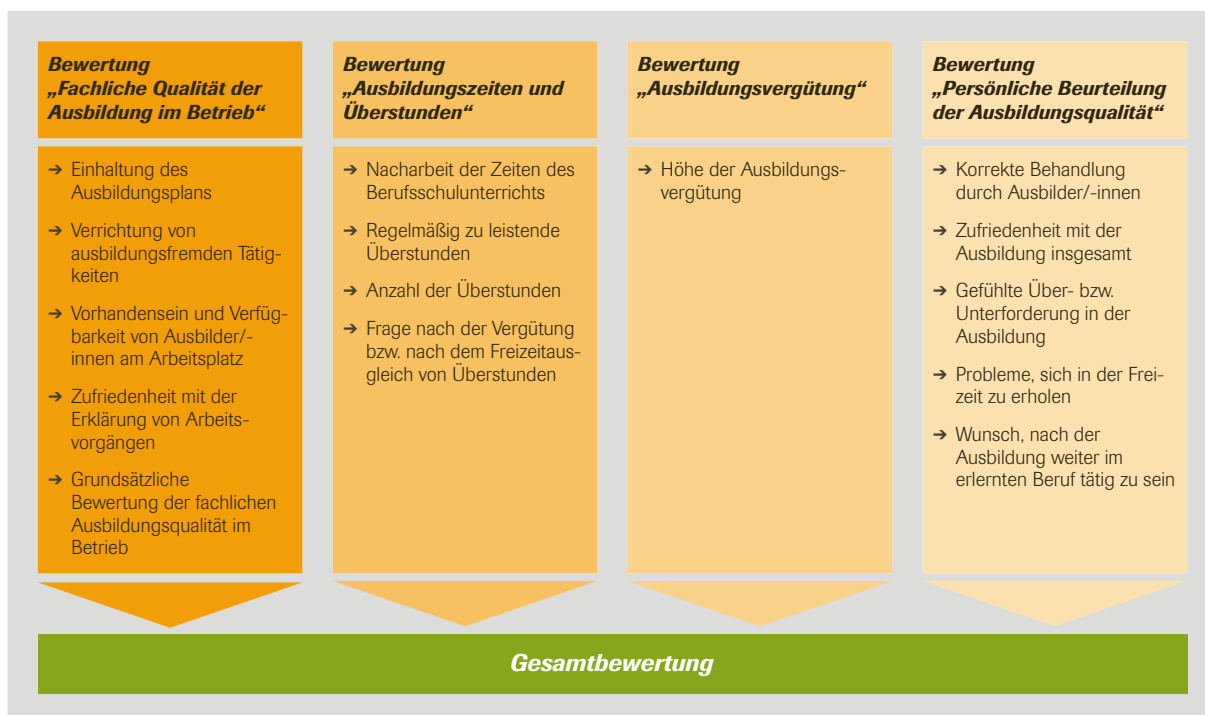 Bewertung
„Fachliche Qualität der
Ausbildung im Betrieb“
➔ Einhaltung des
Ausbildungsplans
➔ Verrichtung von
ausbildungsfremden Tätig-
keiten
➔ Vorhandensein und Verfüg-
barkeit von Ausbilder/-
innen am Arbeitsplatz
➔ Zufriedenheit mit der
Erklärung von Arbeits-
vorgängen
➔ Grundsätzliche
Bewertung der fachlichen
Ausbildungsqualität im
Betrieb
Bewertung
„Ausbildungszeiten und
Überstunden“
➔ Nacharbeit der Zeiten des
Berufsschulunterrichts
➔ Regelmäßig zu leistende
Überstunden
➔ Anzahl der Überstunden
➔ Frage nach der Vergütung
bzw. nach dem Freizeitaus-
gleich von Überstunden
Bewertung
„Ausbildungsvergütung“
➔ Höhe der Ausbildungs-
vergütung
Bewertung
„Persönliche Beurteilung
der Ausbildungsqualität“
➔ Korrekte Behandlung
durch Ausbilder/-innen
➔ Zufriedenheit mit der
Ausbildung insgesamt
➔ Gefühlte Über- bzw.
Unterforderung in der
Ausbildung
➔ Probleme, sich in der Frei-
zeit zu erholen
➔ Wunsch, nach der
Ausbildung weiter im
erlernten Beruf tätig zu sein
Gesamtbewertung